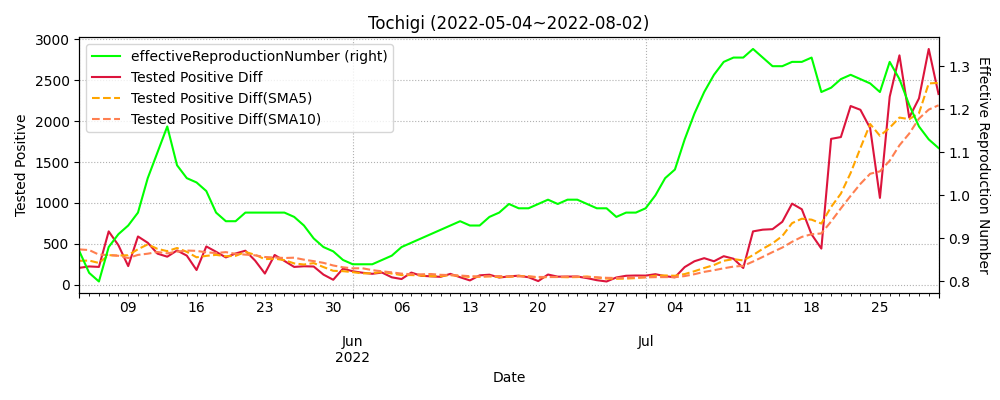 Tochigi (2022-05-04~2022-08-02)
effectiveReproductionNumber (right)
Tested Positive Diff
Tested Positive Diff(SMA5)
Tested Positive Diff(SMA10)
3000
2500
2000
1500
1000
500
0
Tested Positive
1.3
1.2
1.1
1.0
0.9
0.8
Effective Reproduction Number
09 16 23 30 06 13 20 27 04 11 18 25
Jun Jul
2022
Date